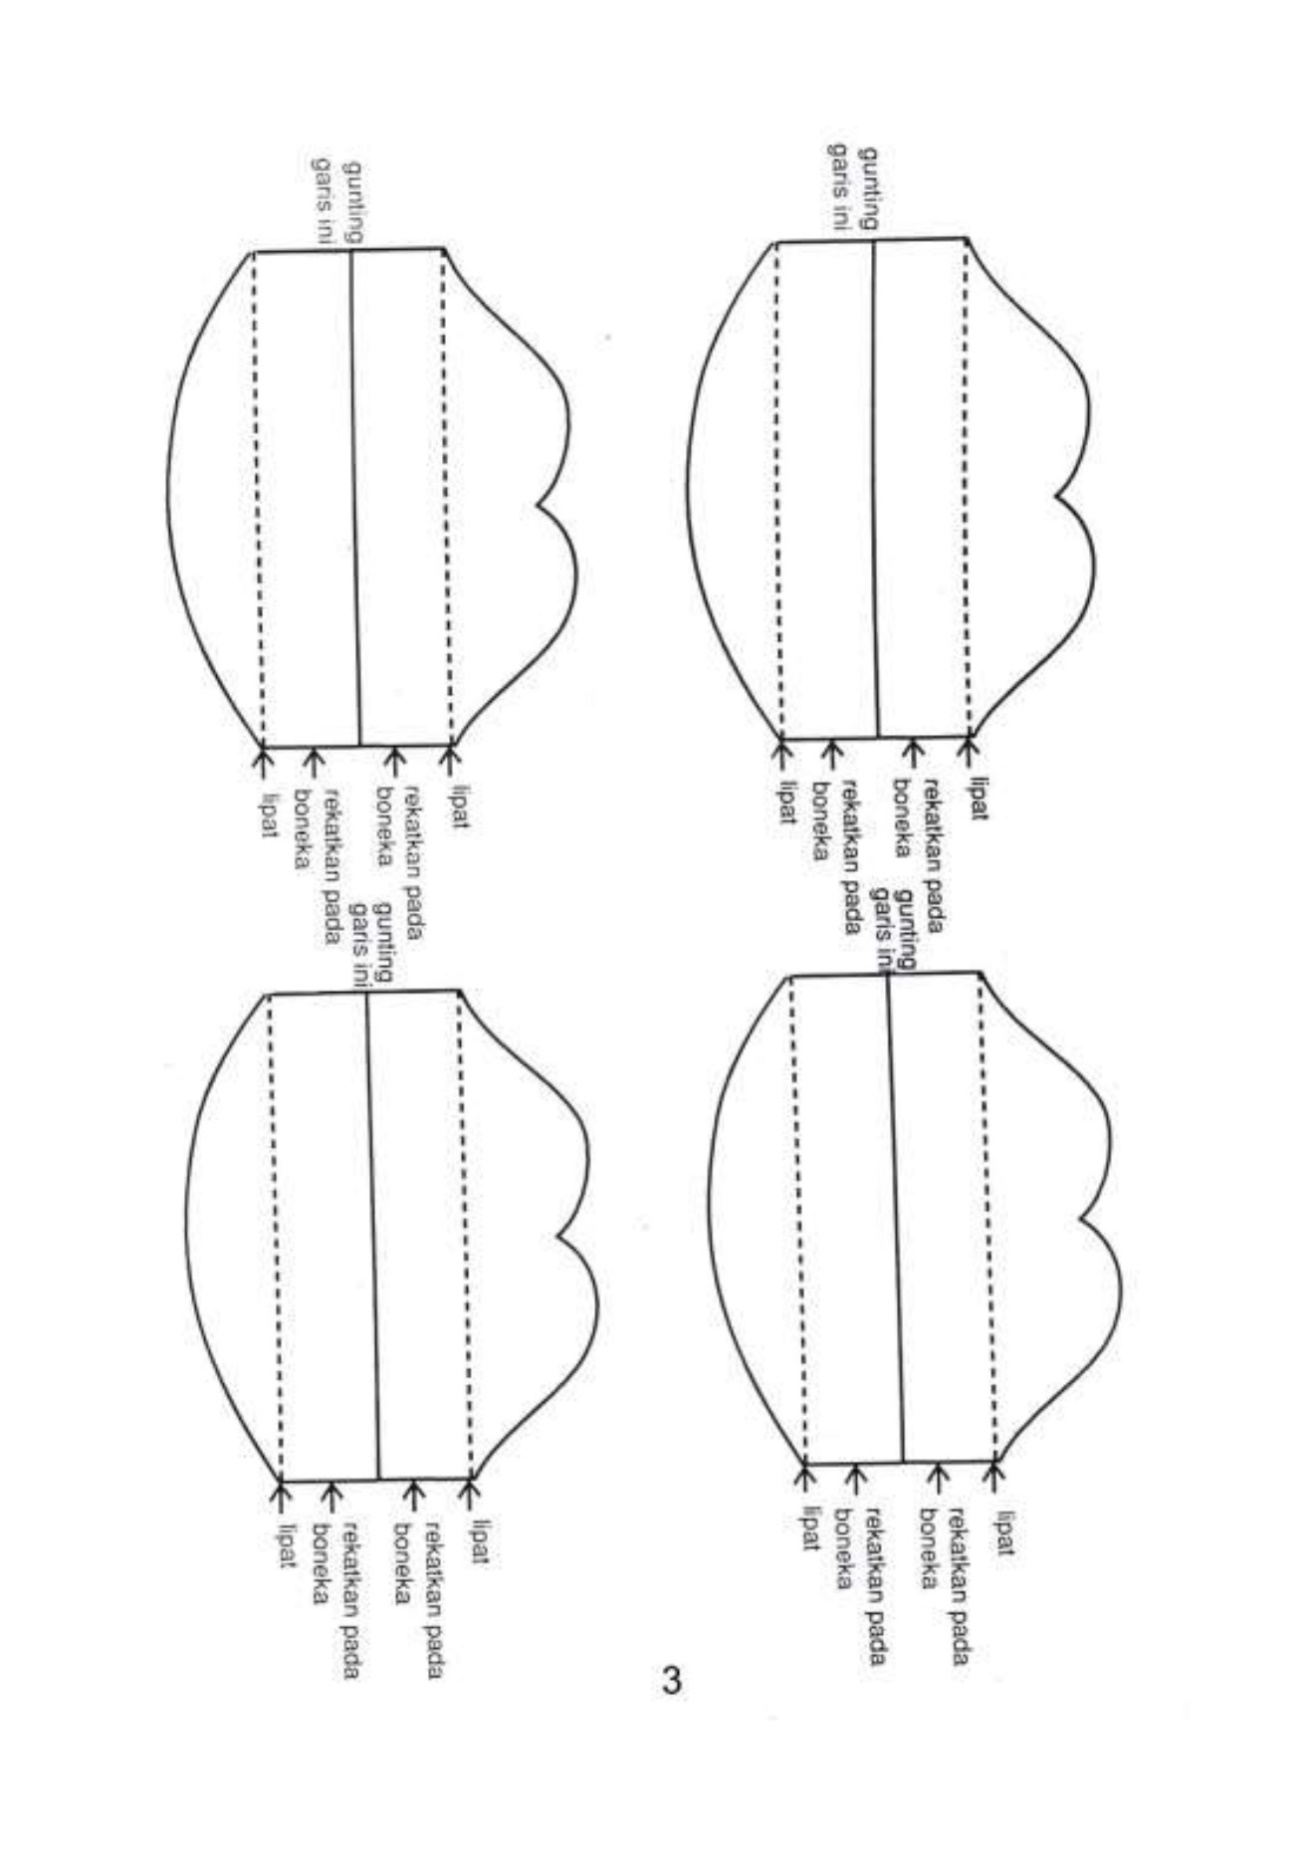 gunting
garis ini
lipat
rekatkan pada
boneka
rekatkan pada
boneka
lipat
gunting
garis ini
lipat
rekatkan pada
boneka
rekatkan pada
boneka
lipat
gunting
garis ini
lipat
rekatkan pada
boneka
rekatkan pada
boneka
lipat
gunting
garis ini
lipat
rekatkan pada
boneka
rekatkan pada
boneka
lipat
3